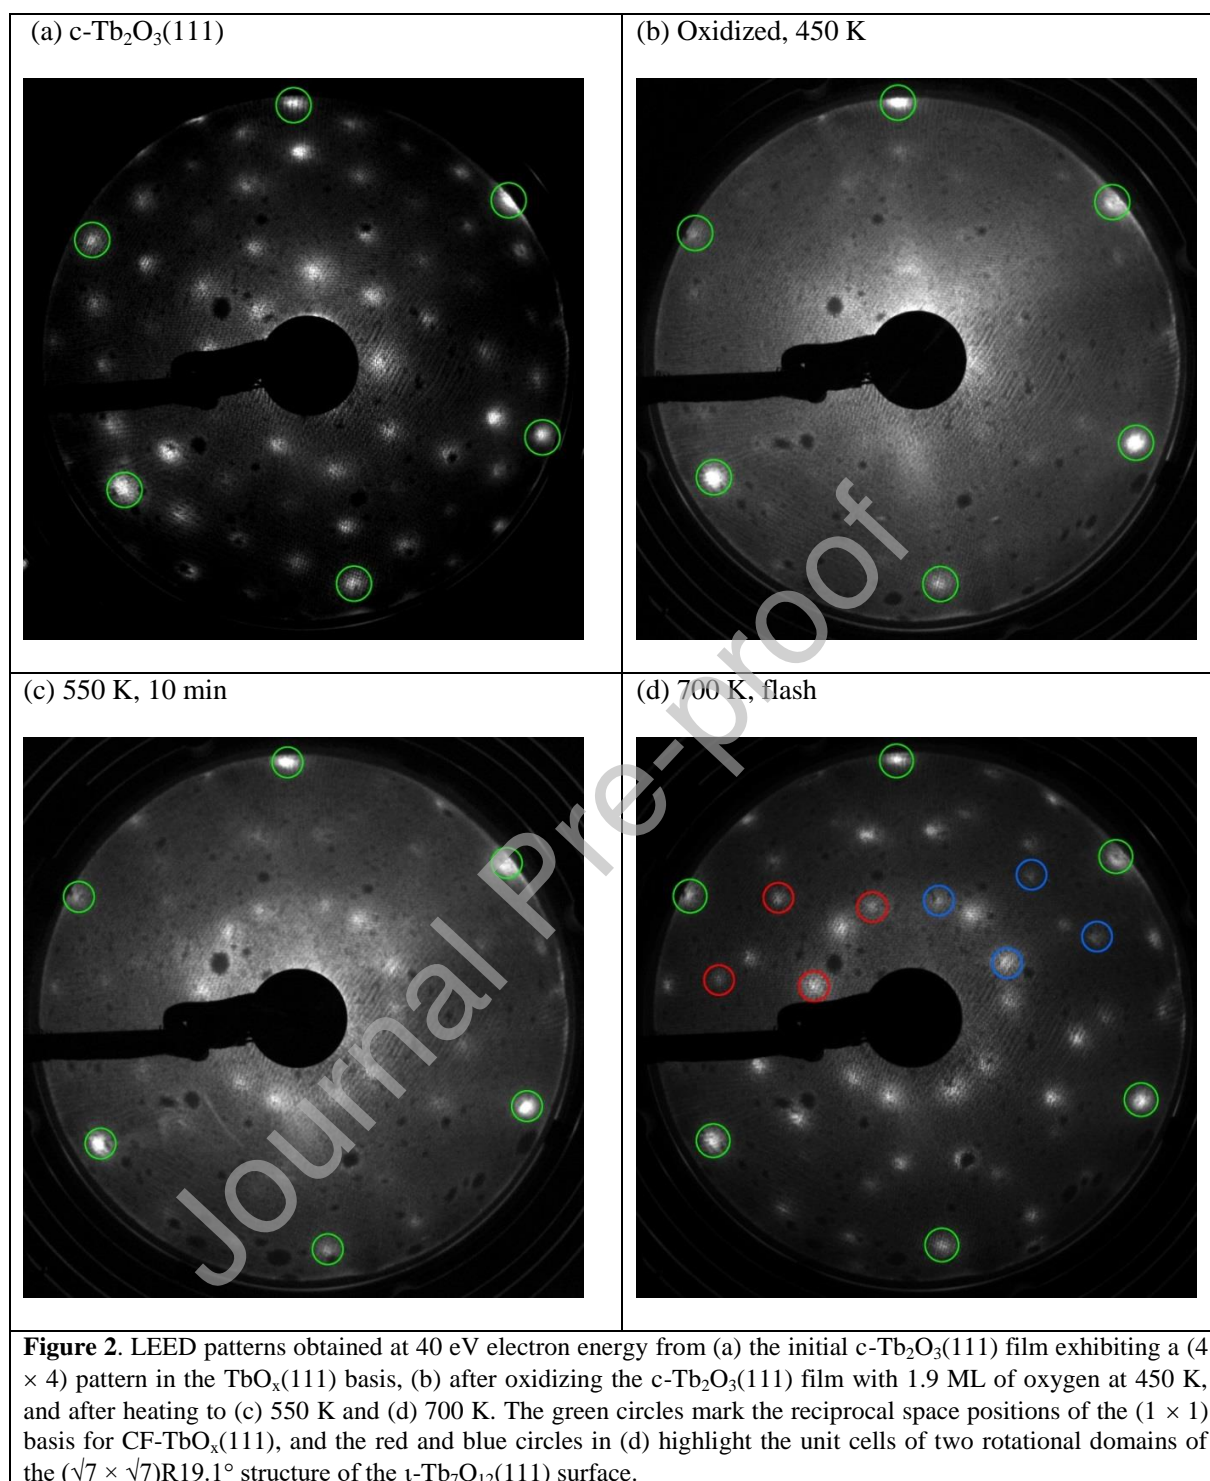 (a) c-Tb₂O₃(111)
(b) Oxidized, 450 K
(c) 550 K, 10 min
(d) 700 K, flash
Journal Pre-proof
Figure 2. LEED patterns obtained at 40 eV electron energy from (a) the initial c-Tb₂O₃(111) film exhibiting a (4
× 4) pattern in the TbOₓ(111) basis, (b) after oxidizing the c-Tb₂O₃(111) film with 1.9 ML of oxygen at 450 K,
and after heating to (c) 550 K and (d) 700 K. The green circles mark the reciprocal space positions of the (1 × 1)
basis for CF-TbOₓ(111), and the red and blue circles in (d) highlight the unit cells of two rotational domains of
the (√7 × √7)R19.1° structure of the ι-Tb₇O₁₂(111) surface.